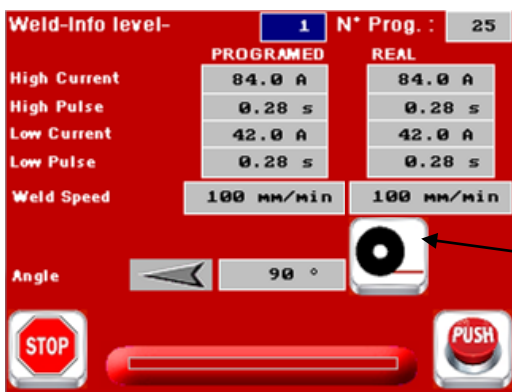 Weld-Info level- 1 N° Prog. : 25
PROGRAMED REAL
High Current 84.0 A 84.0 A
High Pulse 0.28 s 0.28 s
Low Current 42.0 A 42.0 A
Low Pulse 0.28 s 0.28 s
Weld Speed 100 mm/min 100 mm/min
Angle 90 °
STOP PUSH